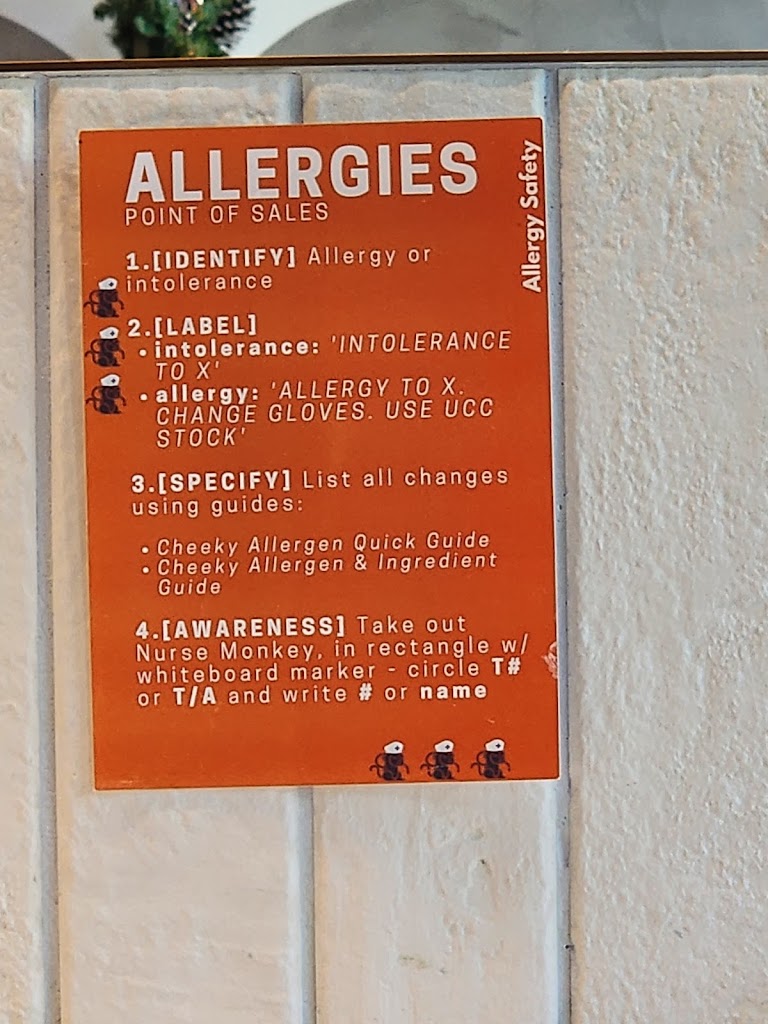 ALLERGIES
POINT OF SALES
Allergy Safety
1.[IDENTIFY] Allergy or
intolerance
2.[LABEL]
• intolerance: 'INTOLERANCE
TO X'
• allergy: 'ALLERGY TO X.
CHANGE GLOVES. USE UCC
STOCK'
3.[SPECIFY] List all changes
using guides:
• Cheeky Allergen Quick Guide
• Cheeky Allergen & Ingredient
Guide
4.[AWARENESS] Take out
Nurse Monkey, in rectangle w/
whiteboard marker - circle T#
or T/A and write # or name